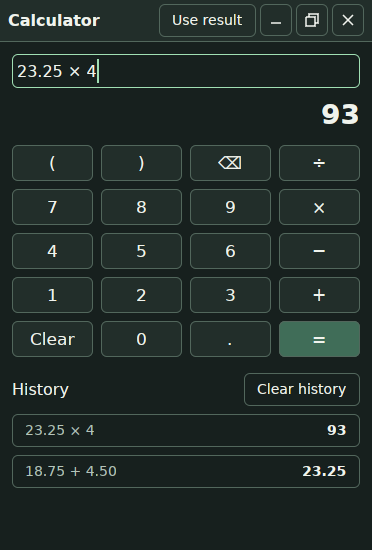 Calculator Use result
23.25 × 4
93
( ) ⌫ ÷
7 8 9 ×
4 5 6 −
1 2 3 +
Clear 0 . =
History Clear history
23.25 × 4 93
18.75 + 4.50 23.25